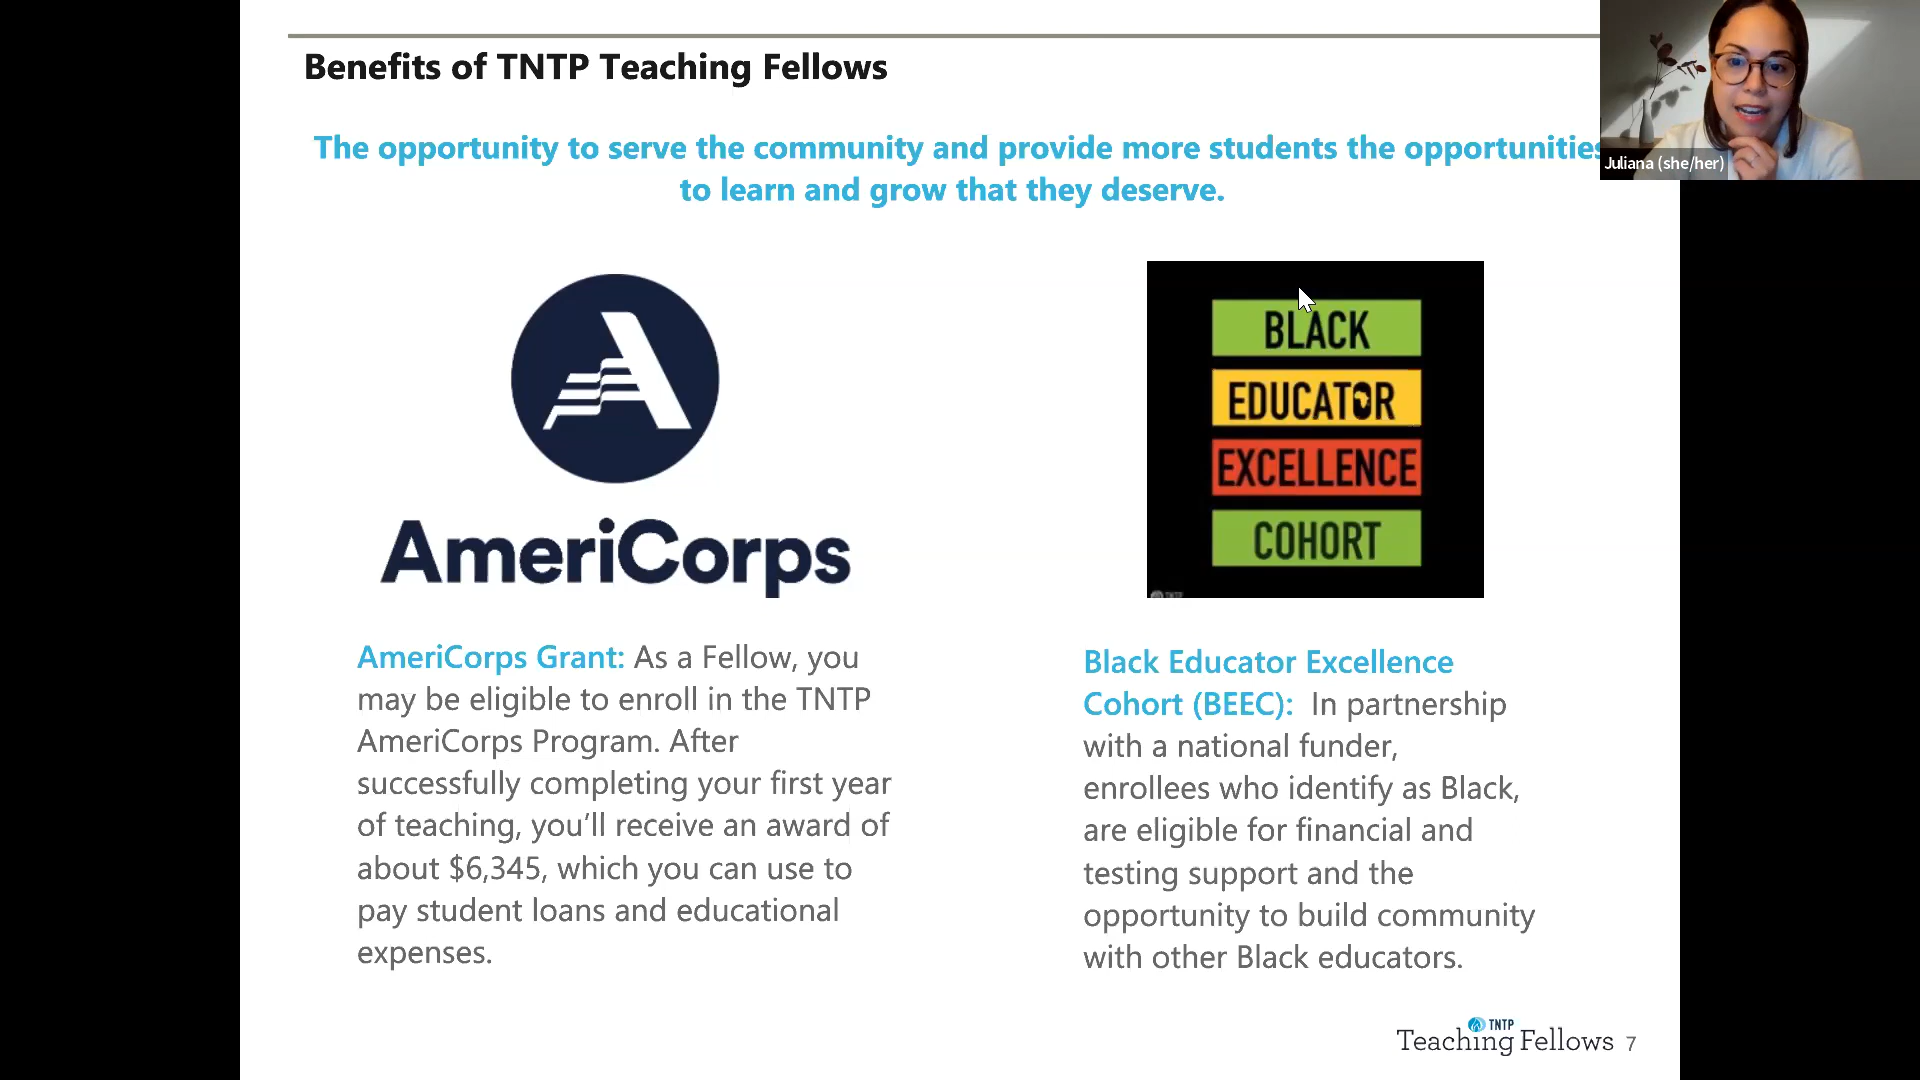 Benefits of TNTP Teaching Fellows
The opportunity to serve the community and provide more students the opportunities
to learn and grow that they deserve.
Juliana (she/her)
AmeriCorps
BLACK
EDUCATOR
EXCELLENCE
COHORT
TNTP
AmeriCorps Grant: As a Fellow, you
may be eligible to enroll in the TNTP
AmeriCorps Program. After
successfully completing your first year
of teaching, you’ll receive an award of
about $6,345, which you can use to
pay student loans and educational
expenses.
Black Educator Excellence
Cohort (BEEC):  In partnership
with a national funder,
enrollees who identify as Black,
are eligible for financial and
testing support and the
opportunity to build community
with other Black educators.
TNTP
Teaching Fellows 7